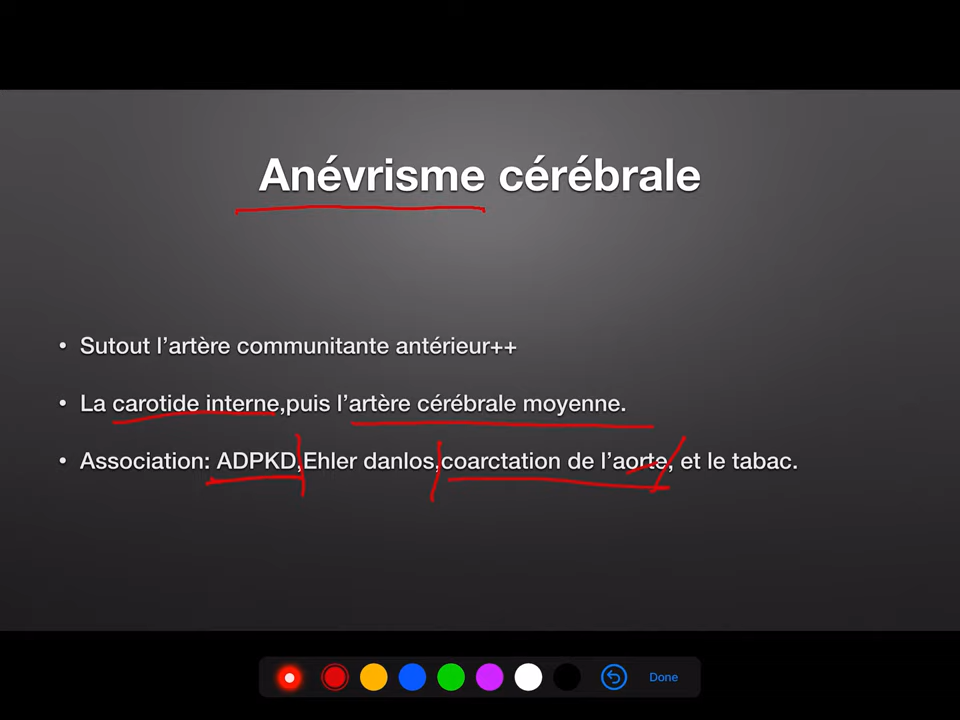 Anévrisme cérébrale
• Sutout l’artère communitante antérieur++
• La carotide interne,puis l’artère cérébrale moyenne.
• Association: ADPKD,Ehler danlos,coarctation de l’aorte, et le tabac.
Done